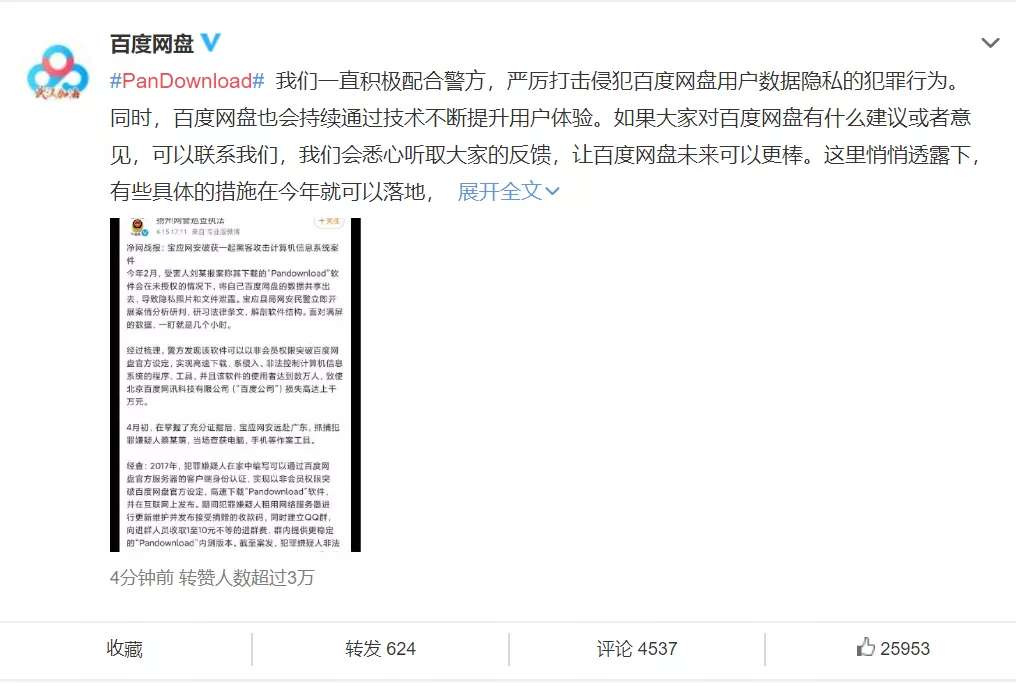 百度网盘
#PanDownload# 我们一直积极配合警方，严厉打击侵犯百度网盘用户数据隐私的犯罪行为。
同时，百度网盘也会持续通过技术不断提升用户体验。如果大家对百度网盘有什么建议或者意
见，可以联系我们，我们会悉心听取大家的反馈，让百度网盘未来可以更棒。这里悄悄透露下，
有些具体的措施在今年就可以落地， 展开全文
扬州网警巡查执法
+关注
净网战报：宝应网安破获一起黑客攻击计算机信息系统案
件
今年2月，受害人刘某报案称其下载的"Pandownload"软
件会在未授权的情况下，将自己百度网盘的数据共享出
去，导致隐私照片和文件泄露。宝应县局网安民警立即开
展案情分析研判，研习法律条文，解剖软件结构。面对满屏
的数据，一盯就是几个小时。
经过梳理，警方发现该软件可以以非会员权限突破百度网
盘官方设定，实现高速下载，系侵入、非法控制计算机信息
系统的程序、工具，并且该软件的使用者达到数万人，致使
北京百度网讯科技有限公司（"百度公司"）损失高达上千
万元。
4月初，在掌握了充分证据后，宝应网安远赴广东，抓捕犯
罪嫌疑人蔡某萌，当场查获电脑，手机等作案工具。
经查：2017年，犯罪嫌疑人在家中编写可以通过百度网
盘官方服务器的客户端身份认证，实现以非会员权限突
破百度网盘官方设定，高速下载"Pandownload"软件，
并在互联网上发布。期间犯罪嫌疑人租用网络服务器进
行更新维护并发布接受捐赠的收款码，同时建立QQ群，
向进群人员收取1至10元不等的进群费，群内提供更稳定
的"Pandownload"内测版本。截至案发，犯罪嫌疑人非法
4分钟前 转赞人数超过3万
收藏
转发 624
评论 4537
25953